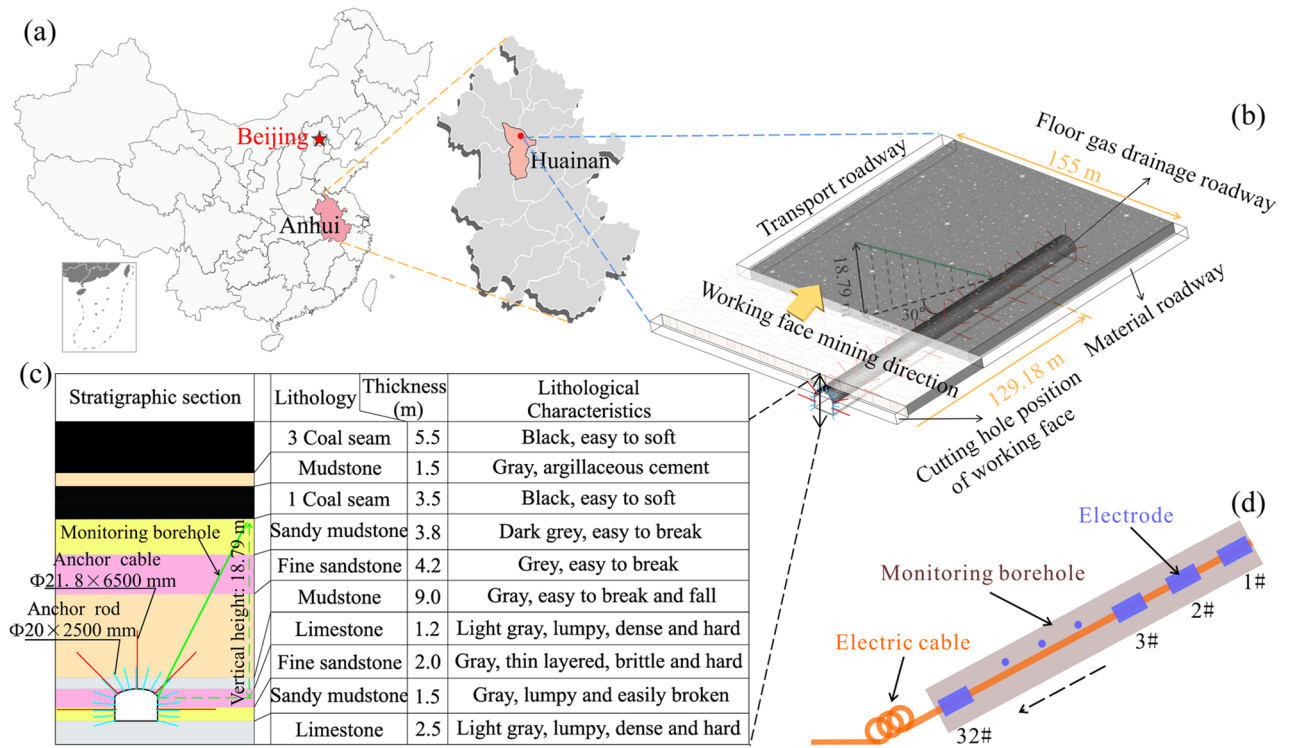 (a)
Beijing
Anhui
Huainan
(b)
Floor gas drainage roadway
155 m
Transport roadway
18.79 m
30°
Working face mining direction
Material roadway
129.18 m
Cutting hole position
of working face
(c)
Stratigraphic section
Lithology
Thickness
(m)
Lithological
Characteristics
3 Coal seam 5.5 Black, easy to soft
Mudstone 1.5 Gray, argillaceous cement
1 Coal seam 3.5 Black, easy to soft
Sandy mudstone 3.8 Dark grey, easy to break
Fine sandstone 4.2 Grey, easy to break
Mudstone 9.0 Gray, easy to break and fall
Limestone 1.2 Light gray, lumpy, dense and hard
Fine sandstone 2.0 Gray, thin layered, brittle and hard
Sandy mudstone 1.5 Gray, lumpy and easily broken
Limestone 2.5 Light gray, lumpy, dense and hard
Monitoring borehole
Anchor cable
Φ21.8×6500 mm
Anchor rod
Φ20×2500 mm
Vertical height: 18.79 m
(d)
Electrode
Monitoring borehole
Electric cable
1#
2#
3#
32#